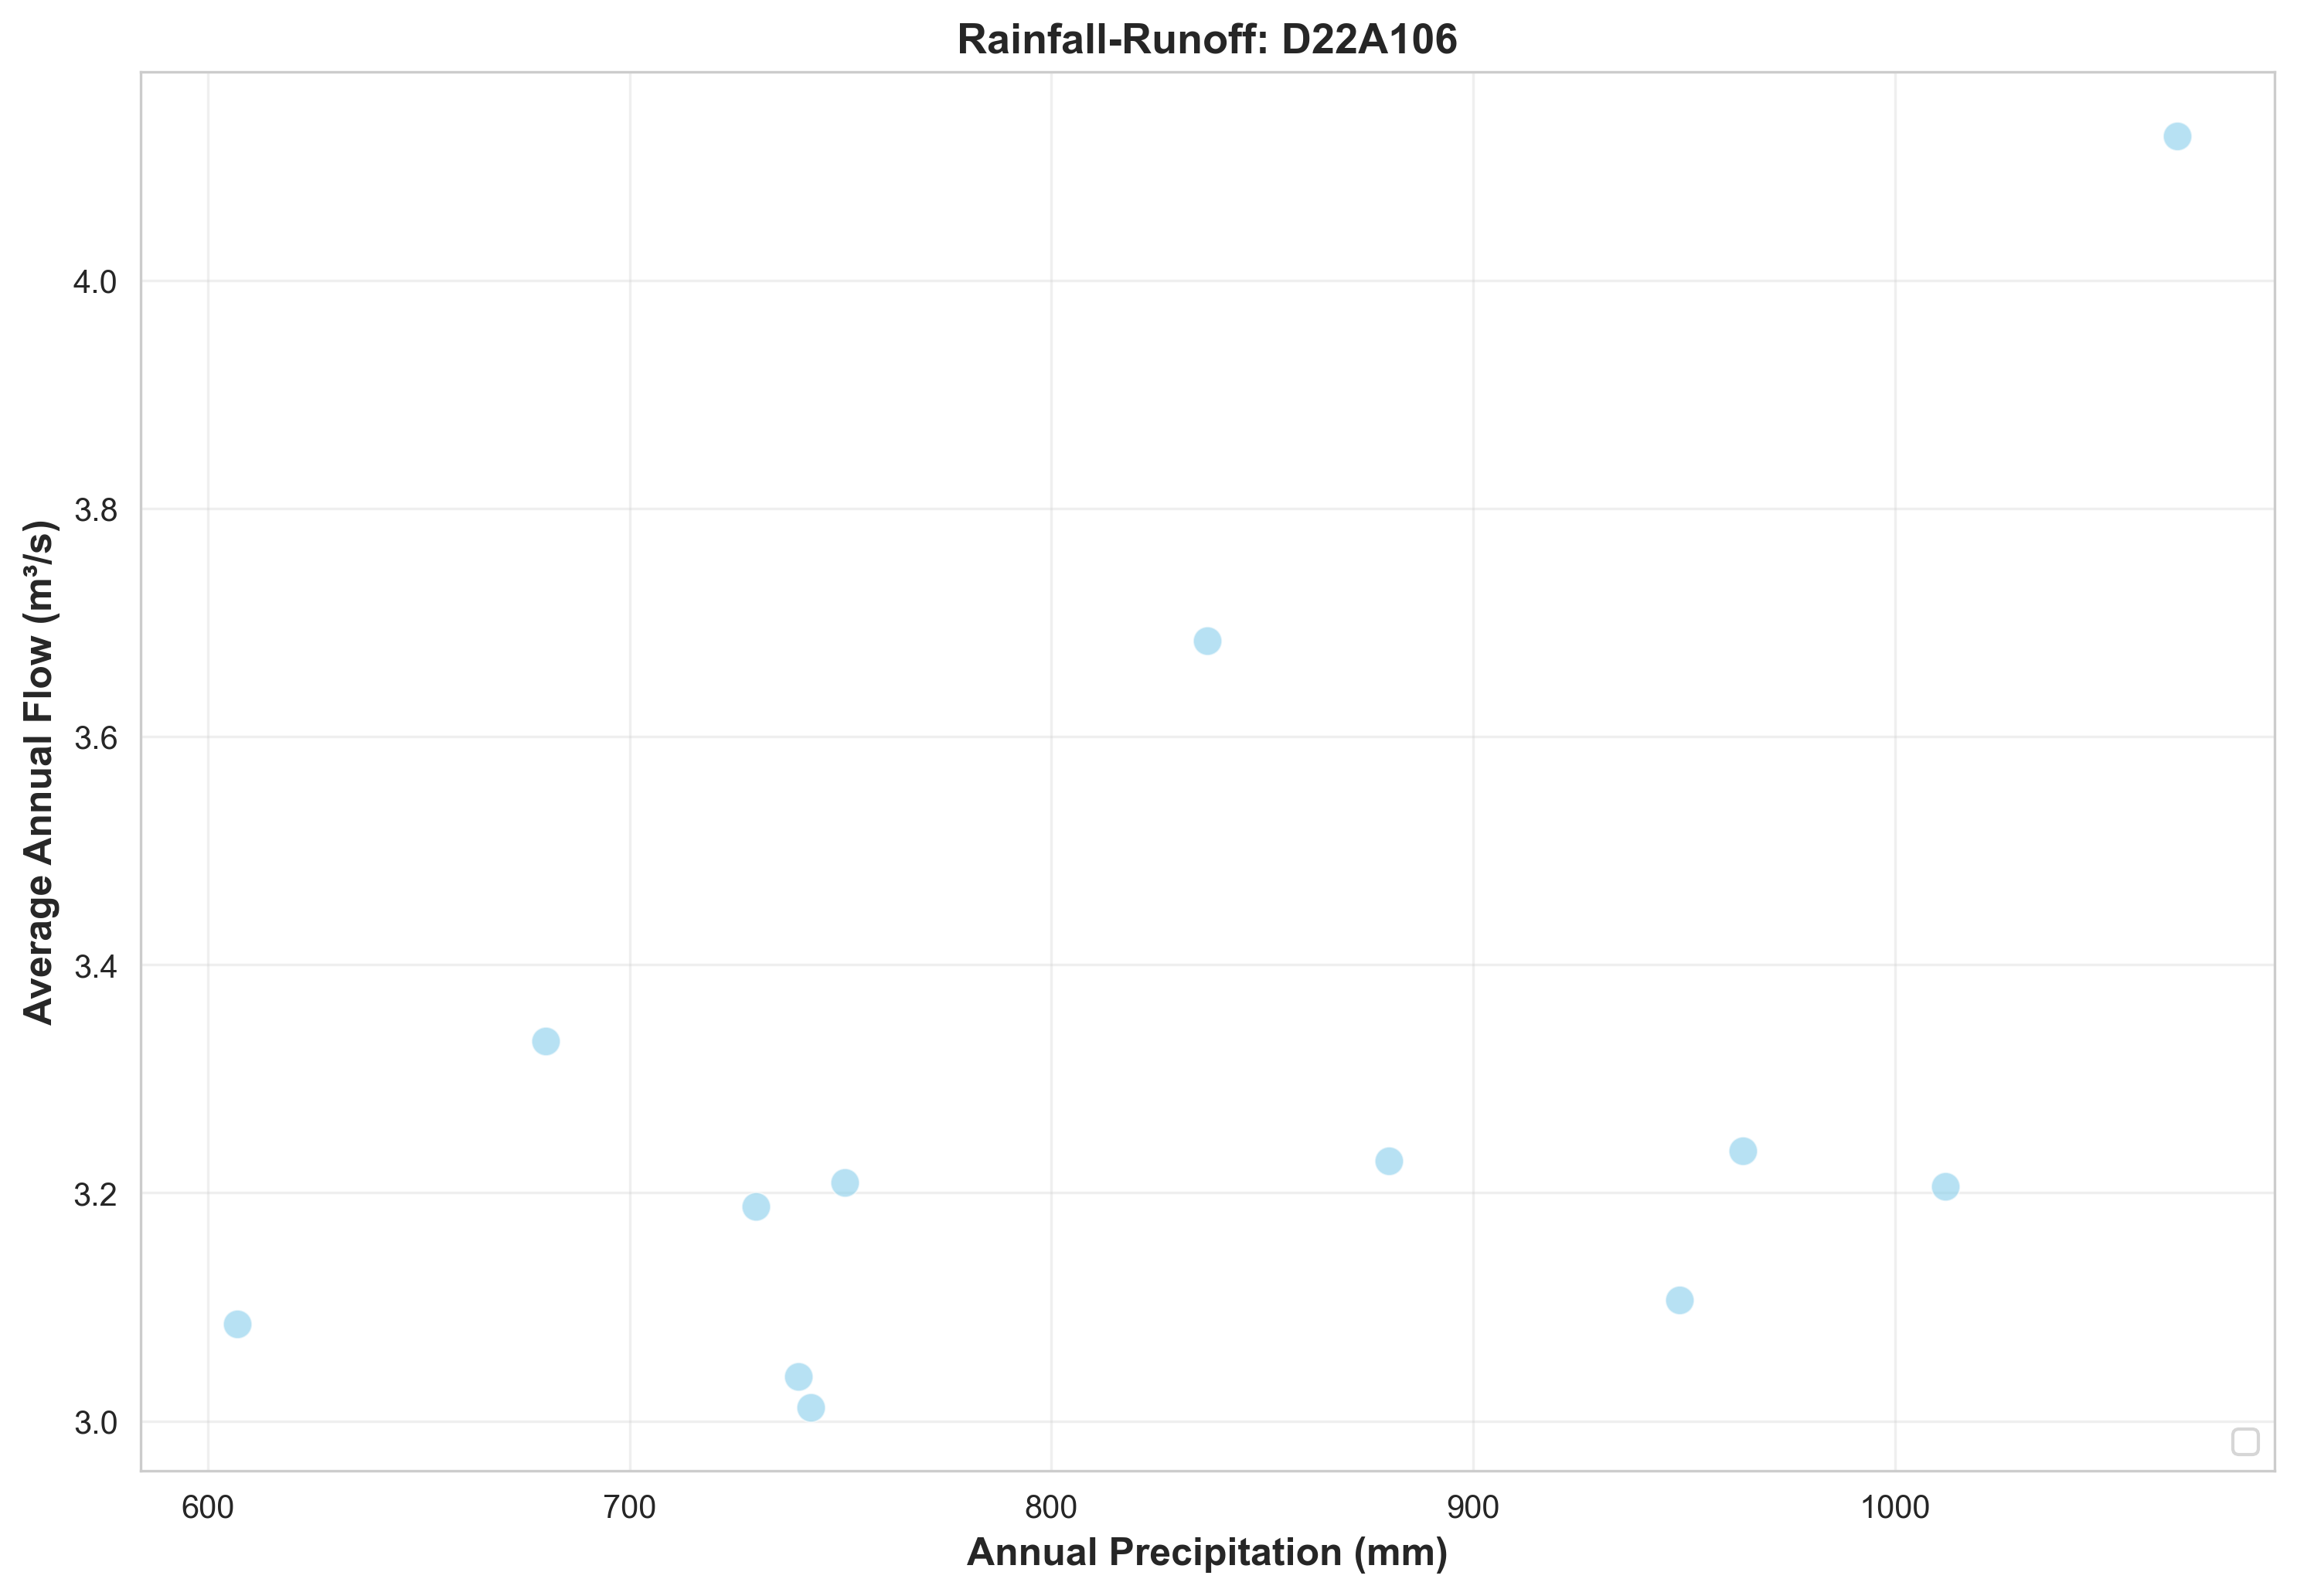 Rainfall-Runoff: D22A106
Average Annual Flow (m³/s)
4.0
3.8
3.6
3.4
3.2
3.0
600 700 800 900 1000
Annual Precipitation (mm)